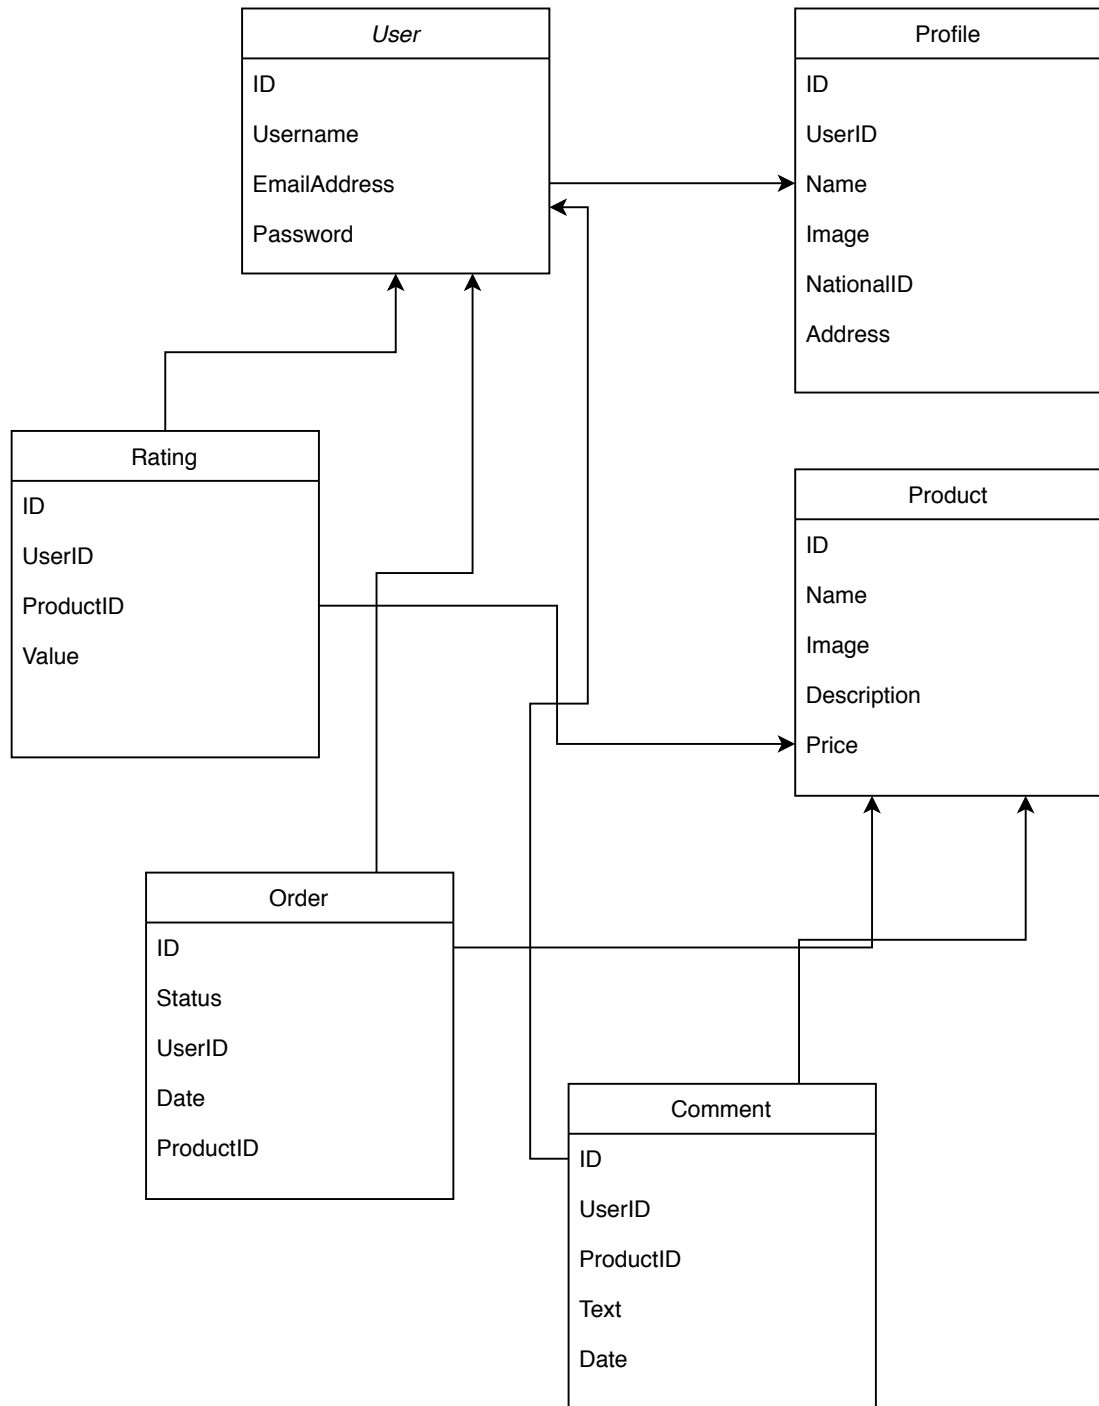 User
ID
Username
EmailAddress
Password
Profile
ID
UserID
Name
Image
NationalID
Address
Rating
ID
UserID
ProductID
Value
Product
ID
Name
Image
Description
Price
Order
ID
Status
UserID
Date
ProductID
Comment
ID
UserID
ProductID
Text
Date